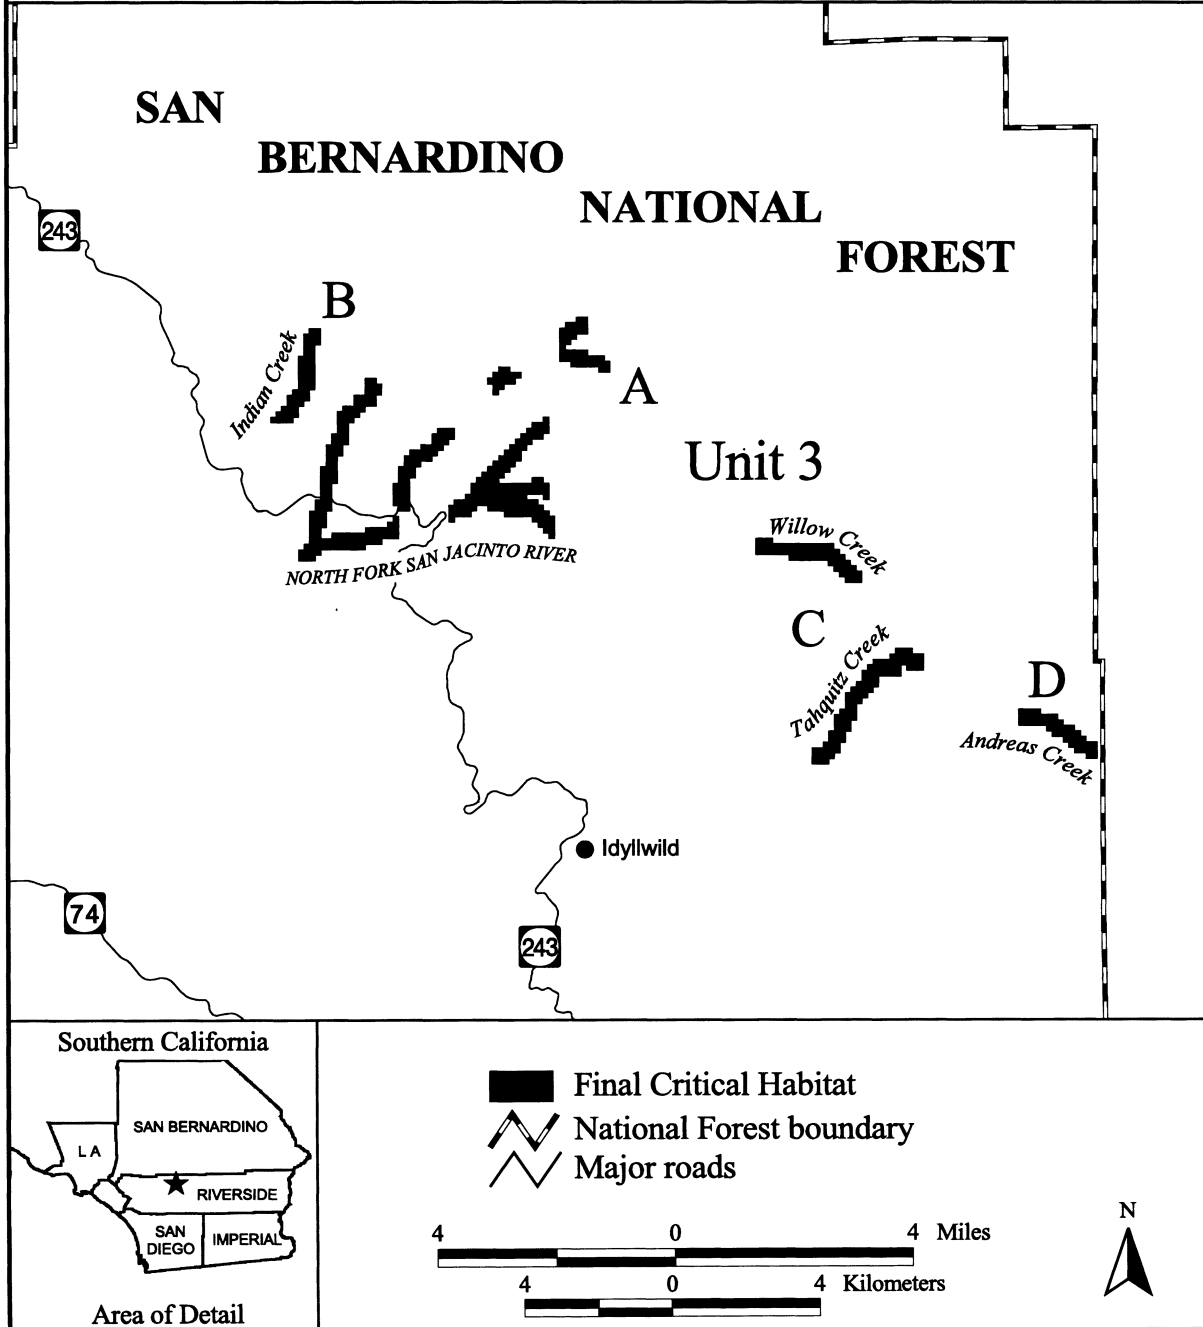 SAN
BERNARDINO
NATIONAL
FOREST
243
B
Indian Creek
A
Unit 3
Willow Creek
NORTH FORK SAN JACINTO RIVER
C
Tahquitz Creek
D
Andreas Creek
Idyllwild
74
243
Southern California
SAN BERNARDINO
LA
RIVERSIDE
SAN
DIEGO
IMPERIAL
Area of Detail
Final Critical Habitat
National Forest boundary
Major roads
N
4 0 4 Miles
4 0 4 Kilometers